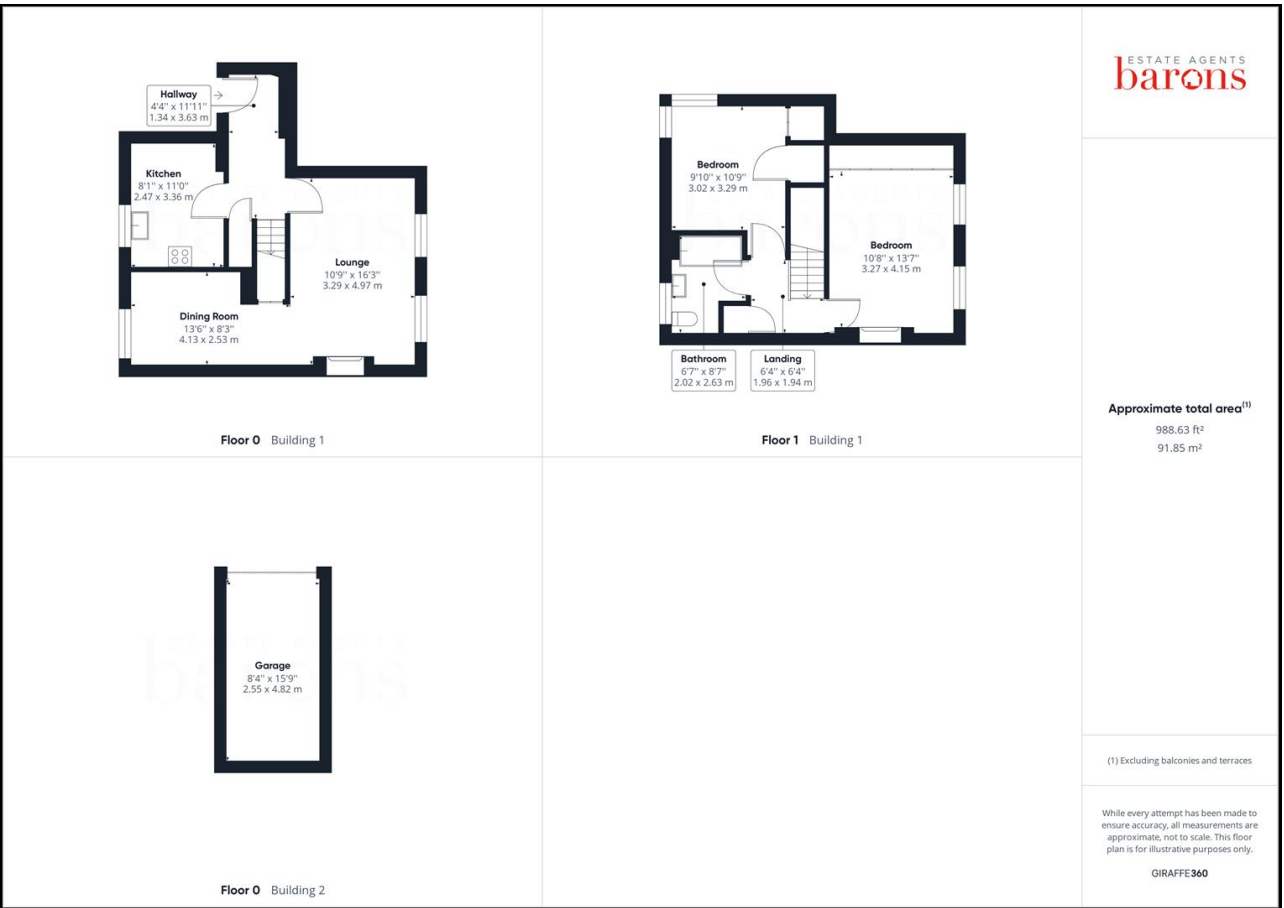 Hallway
4'4" x 11'11"
1.34 x 3.63 m
Kitchen
8'1" x 11'0"
2.47 x 3.36 m
Lounge
10'9" x 16'3"
3.29 x 4.97 m
Dining Room
13'6" x 8'3"
4.13 x 2.53 m
Floor 0 Building 1
Bedroom
9'10" x 10'9"
3.02 x 3.29 m
Bedroom
10'8" x 13'7"
3.27 x 4.15 m
Bathroom
6'7" x 8'7"
2.02 x 2.63 m
Landing
6'4" x 6'4"
1.96 x 1.94 m
Floor 1 Building 1
Garage
8'4" x 15'9"
2.55 x 4.82 m
Floor 0 Building 2
ESTATE AGENTS
barons
Approximate total area(1)
988.63 ft²
91.85 m²
(1) Excluding balconies and terraces
While every attempt has been made to
ensure accuracy, all measurements are
approximate, not to scale. This floor
plan is for illustrative purposes only.
GIRAFFE360